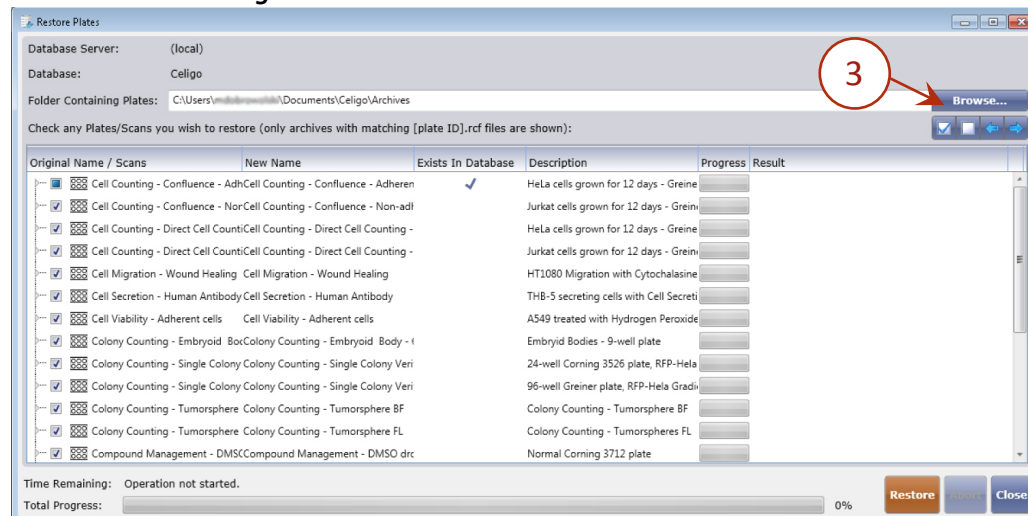 Restore Plates
Database Server: (local)
3
Database: Celigo
Folder Containing Plates: C:\Users\ \Documents\Celigo\Archives Browse...
Check any Plates/Scans you wish to restore (only archives with matching [plate ID].rcf files are shown):
Original Name / Scans New Name Exists In Database Description Progress Result
Cell Counting - Confluence - Adh Cell Counting - Confluence - Adheren HeLa cells grown for 12 days - Greine
Cell Counting - Confluence - Nor Cell Counting - Confluence - Non-adh Jurkat cells grown for 12 days - Grein
Cell Counting - Direct Cell Counti Cell Counting - Direct Cell Counting - HeLa cells grown for 12 days - Greine
Cell Counting - Direct Cell Counti Cell Counting - Direct Cell Counting - Jurkat cells grown for 12 days - Grein
Cell Migration - Wound Healing Cell Migration - Wound Healing HT1080 Migration with Cytochalasine
Cell Secretion - Human Antibody Cell Secretion - Human Antibody THB-5 secreting cells with Cell Secreti
Cell Viability - Adherent cells Cell Viability - Adherent cells A549 treated with Hydrogen Peroxide
Colony Counting - Embryoid Boc Colony Counting - Embryoid Body - Embryid Bodies - 9-well plate
Colony Counting - Single Colony Colony Counting - Single Colony Veri 24-well Corning 3526 plate, RFP-Hela
Colony Counting - Single Colony Colony Counting - Single Colony Veri 96-well Greiner plate, RFP-Hela Gradi
Colony Counting - Tumorsphere Colony Counting - Tumorsphere BF Colony Counting - Tumorsphere BF
Colony Counting - Tumorsphere Colony Counting - Tumorsphere FL Colony Counting - Tumorspheres FL
Compound Management - DMSC Compound Management - DMSO drc Normal Corning 3712 plate
Time Remaining: Operation not started.
Restore Abort Close
Total Progress: 0%